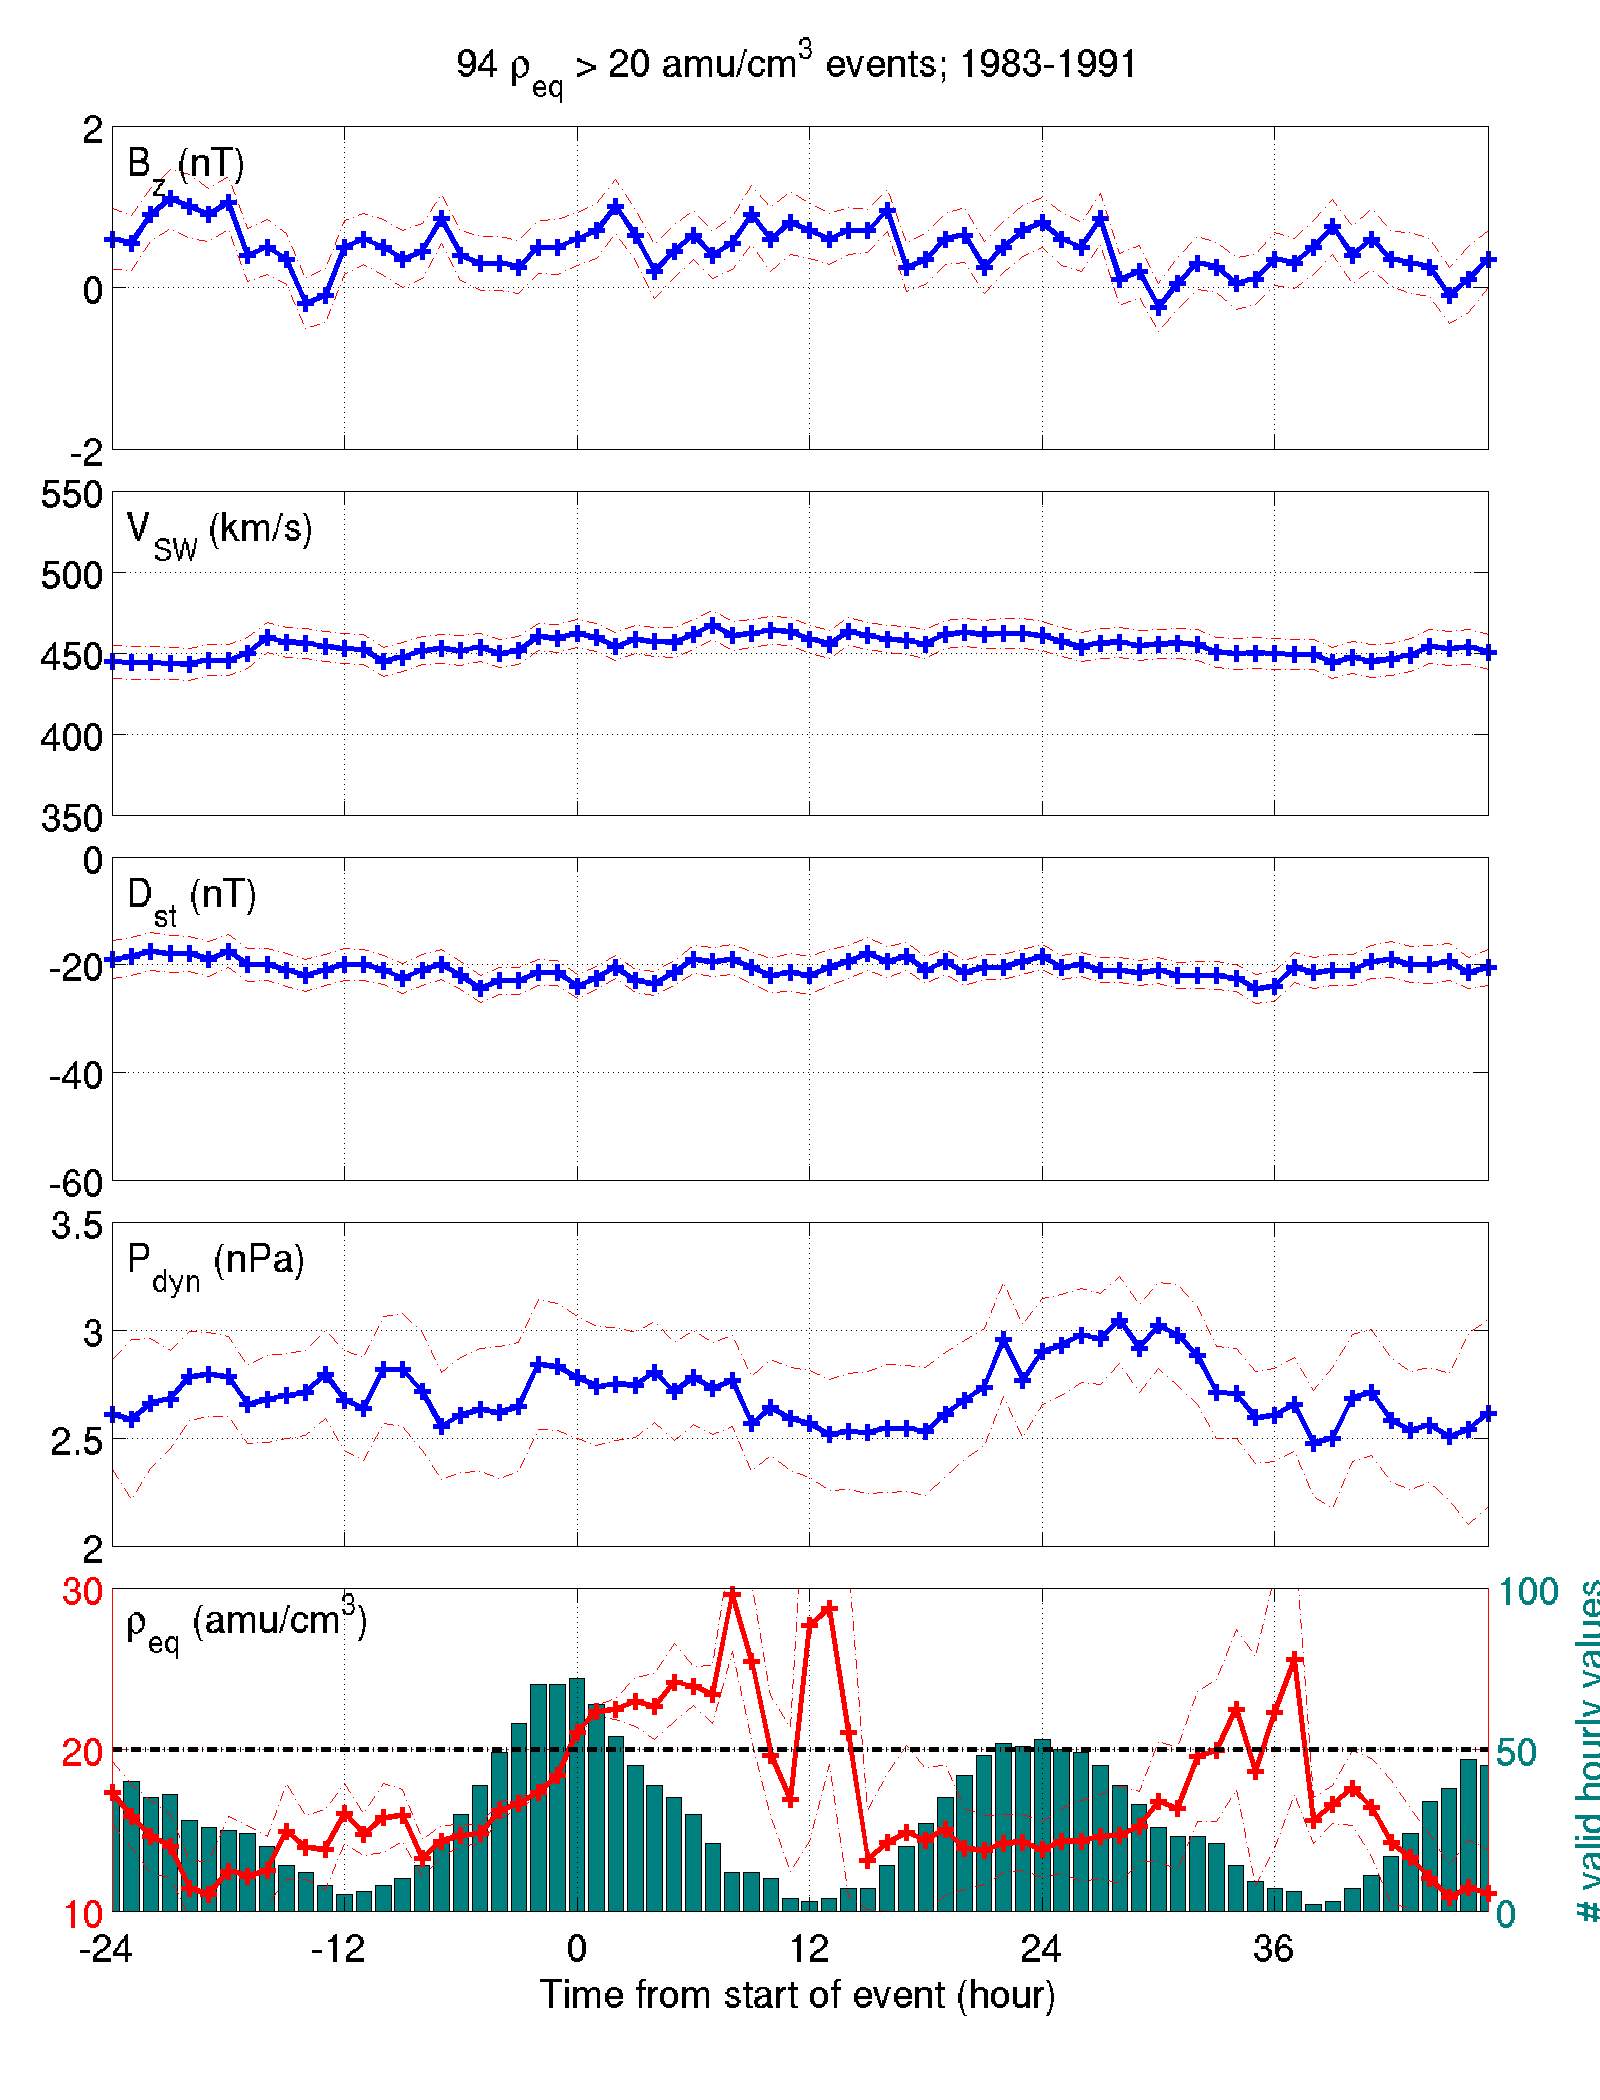 94 ρeq > 20 amu/cm³ events; 1983-1991
2
Bz (nT)
0
-2
550
VSW (km/s)
500
450
400
350
0
Dst (nT)
-20
-40
-60
3.5
Pdyn (nPa)
3
2.5
2
30
ρeq (amu/cm³)
20
10
100
50
0
# valid hourly values
-24 -12 0 12 24 36
Time from start of event (hour)